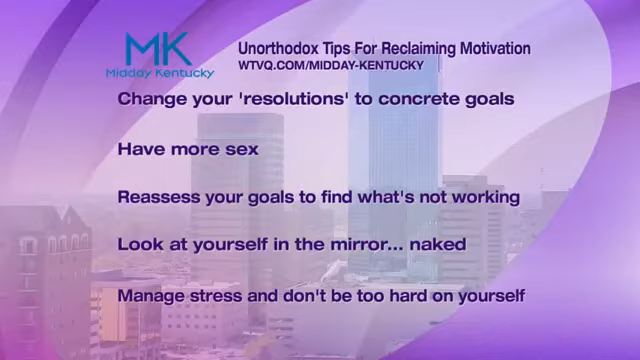 MK
Midday Kentucky
Unorthodox Tips For Reclaiming Motivation
WTVQ.COM/MIDDAY-KENTUCKY
Change your 'resolutions' to concrete goals
Have more sex
Reassess your goals to find what's not working
Look at yourself in the mirror... naked
Manage stress and don't be too hard on yourself